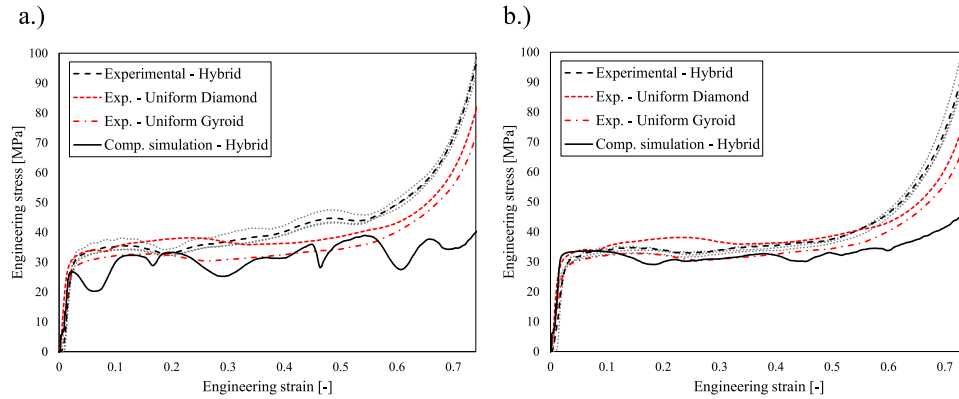 a.)
100
90
80
70
60
50
40
30
20
10
0
Engineering stress [MPa]
Experimental - Hybrid
Exp. - Uniform Diamond
Exp. - Uniform Gyroid
Comp. simulation - Hybrid
0 0.1 0.2 0.3 0.4 0.5 0.6 0.7
Engineering strain [-]
b.)
100
90
80
70
60
50
40
30
20
10
0
Engineering stress [MPa]
Experimental - Hybrid
Exp. - Uniform Diamond
Exp. - Uniform Gyroid
Comp. simulation - Hybrid
0 0.1 0.2 0.3 0.4 0.5 0.6 0.7
Engineering strain [-]